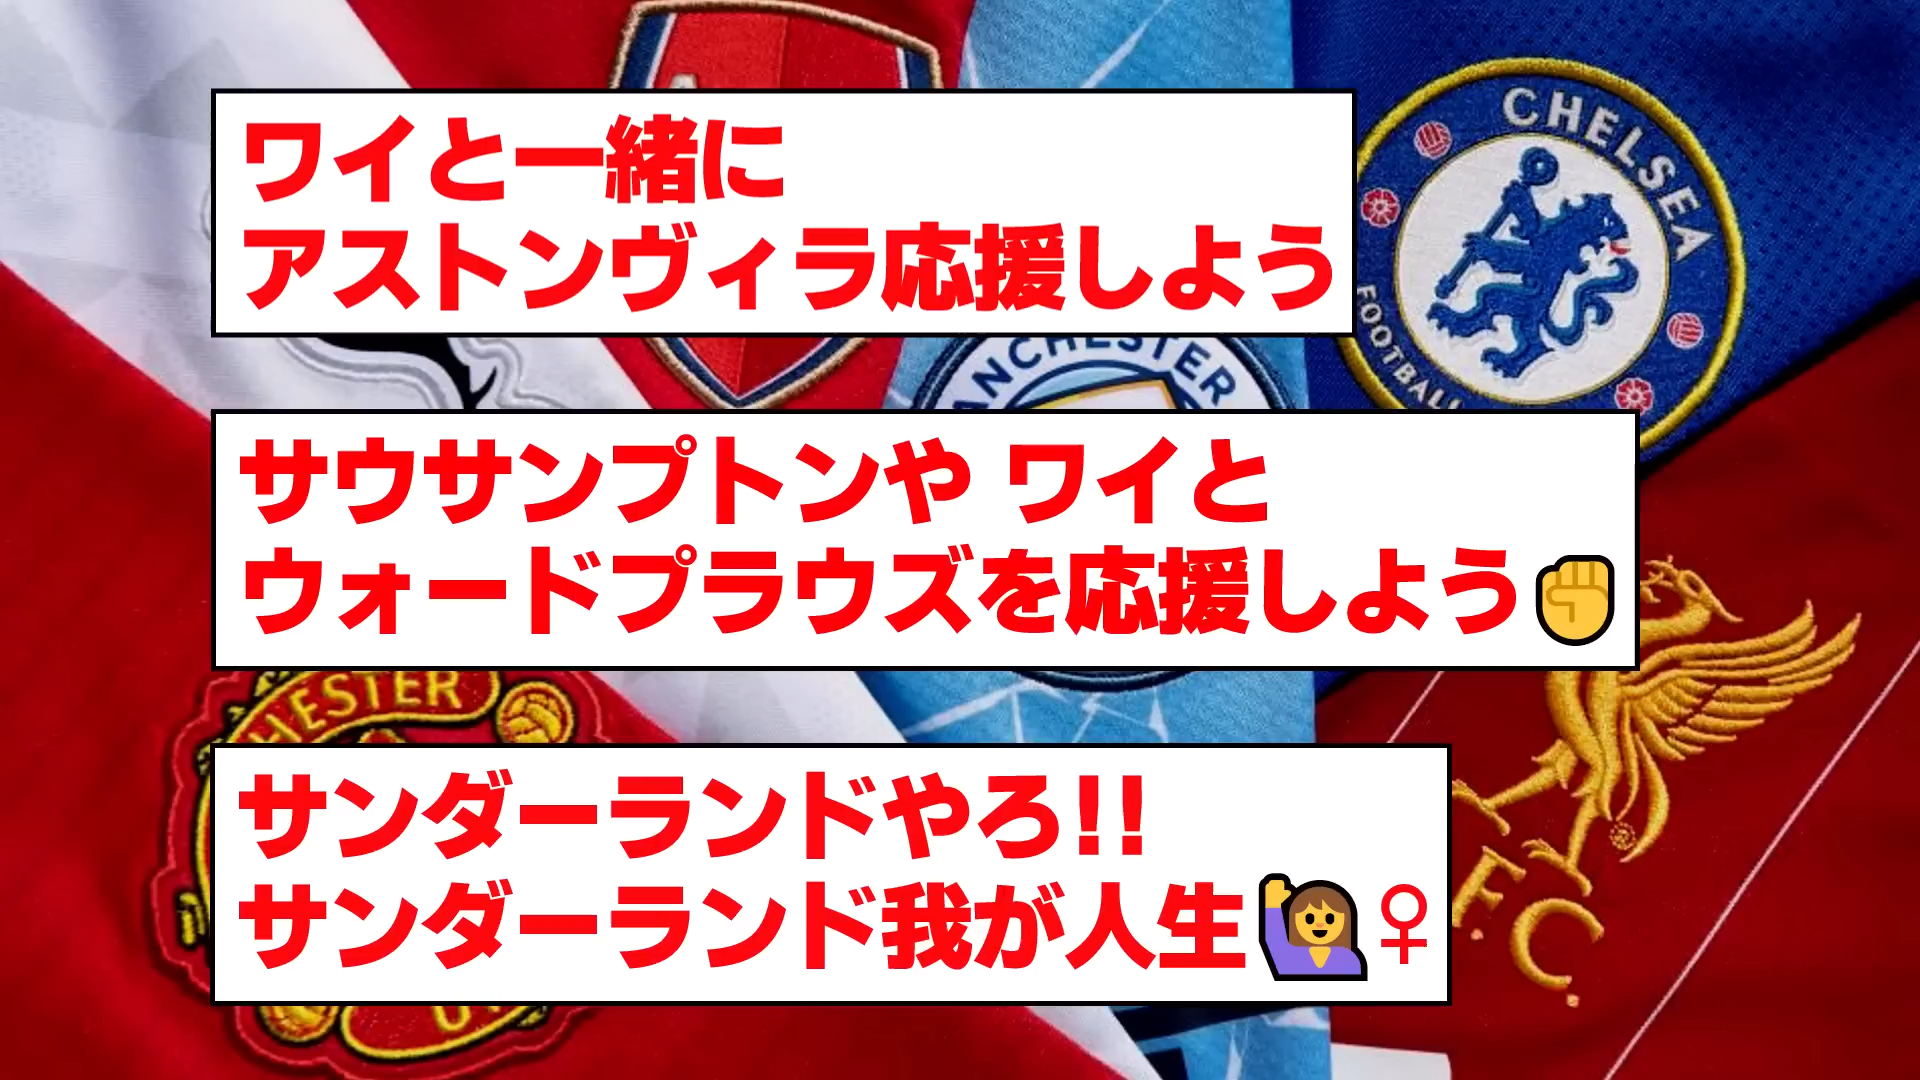 ワイと一緒に
アストンヴィラ応援しよう
CHELSEA
FOOTBALL
MANCHESTER
サウサンプトンや ワイと
ウォードプラウズを応援しよう✊
HESTER
サンダーランドやろ!!
サンダーランド我が人生🙋♀
F.C.